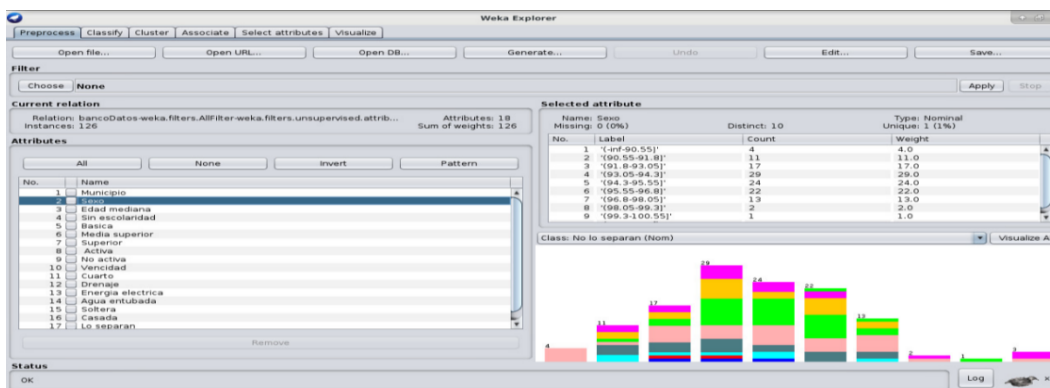 Weka Explorer
Preprocess Classify Cluster Associate Select attributes Visualize
Open file... Open URL... Open DB... Generate... Undo Edit... Save...
Filter
Choose None Apply Stop
Current relation
Relation: bancoDatos-weka.filters.AllFilter-weka.filters.unsupervised.attrib... Attributes: 18
Instances: 126 Sum of weights: 126
Attributes
All None Invert Pattern
No. Name
1 Municipio
2 Sexo
3 Edad mediana
4 Sin escolaridad
5 Basica
6 Media superior
7 Superior
8 Activa
9 No activa
10 Vencidad
11 Cuarto
12 Drenaje
13 Energia electrica
14 Agua entubada
15 Soltera
16 Casada
17 Lo separan
Remove
Selected attribute
Name: Sexo Type: Nominal
Missing: 0 (0%) Distinct: 10 Unique: 1 (1%)
No. Label Count Weight
1 '(-inf-90.55]' 4 4.0
2 '(90.55-91.8]' 11 11.0
3 '(91.8-93.05]' 17 17.0
4 '(93.05-94.3]' 29 29.0
5 '(94.3-95.55]' 24 24.0
6 '(95.55-96.8]' 22 22.0
7 '(96.8-98.05]' 13 13.0
8 '(98.05-99.3]' 2 2.0
9 '(99.3-100.55]' 1 1.0
Class: No lo separan (Nom) Visualize A
4 11 17 29 24 22 13 2 1 3
Status
OK Log x